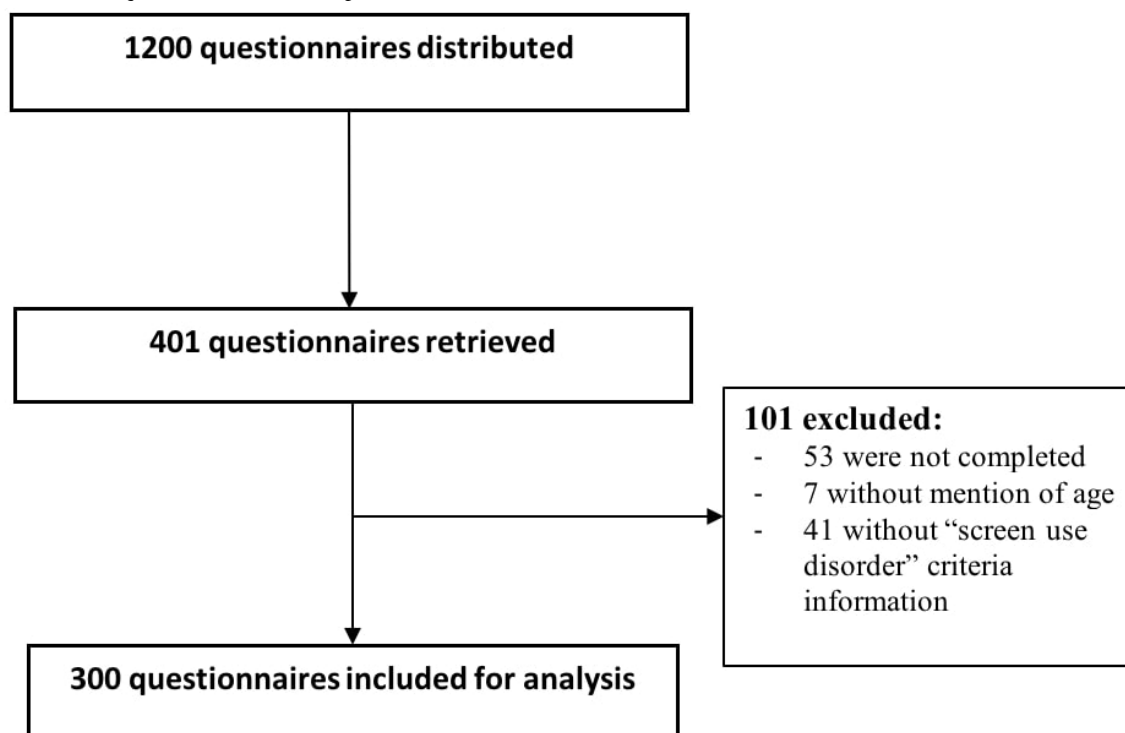 1200 questionnaires distributed
401 questionnaires retrieved
101 excluded:
- 53 were not completed
- 7 without mention of age
- 41 without “screen use
disorder” criteria
information
300 questionnaires included for analysis